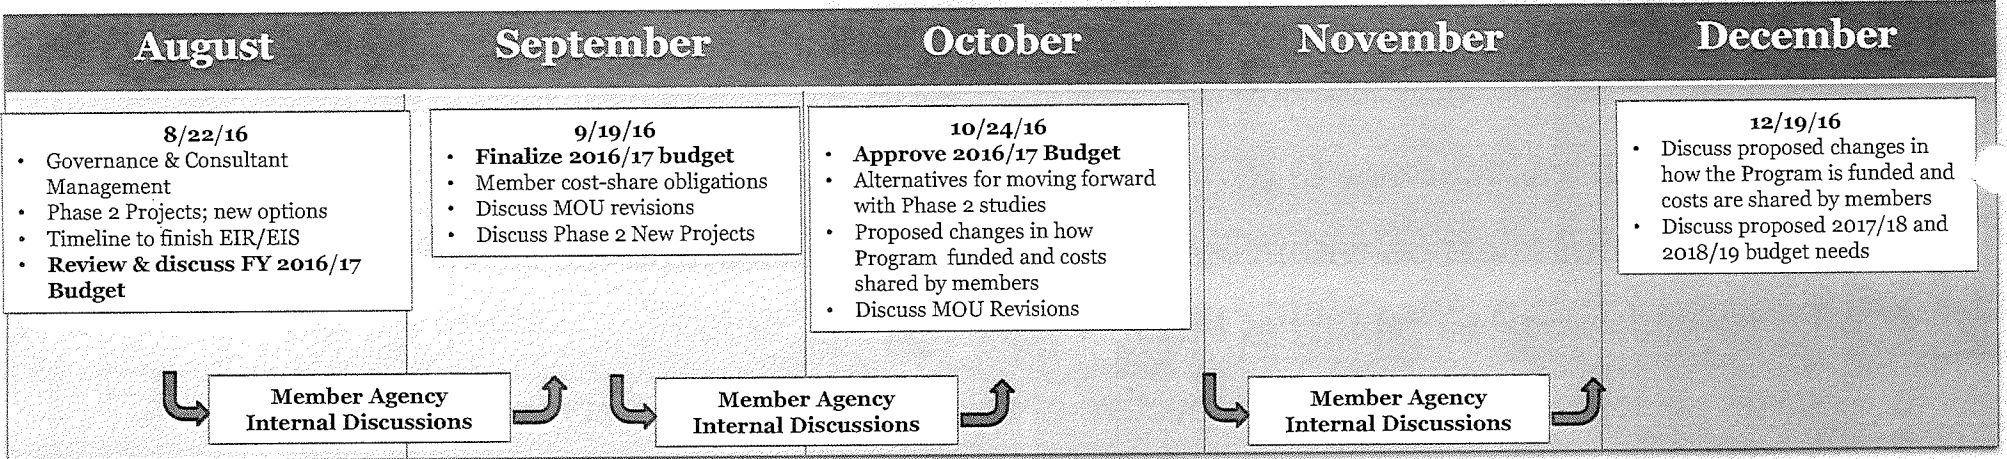 August
September
October
November
December
8/22/16
• Governance & Consultant
Management
• Phase 2 Projects; new options
• Timeline to finish EIR/EIS
• Review & discuss FY 2016/17
Budget
9/19/16
• Finalize 2016/17 budget
• Member cost-share obligations
• Discuss MOU revisions
• Discuss Phase 2 New Projects
10/24/16
• Approve 2016/17 Budget
• Alternatives for moving forward
with Phase 2 studies
• Proposed changes in how
Program funded and costs
shared by members
• Discuss MOU Revisions
12/19/16
• Discuss proposed changes in
how the Program is funded and
costs are shared by members
• Discuss proposed 2017/18 and
2018/19 budget needs
Member Agency
Internal Discussions
Member Agency
Internal Discussions
Member Agency
Internal Discussions